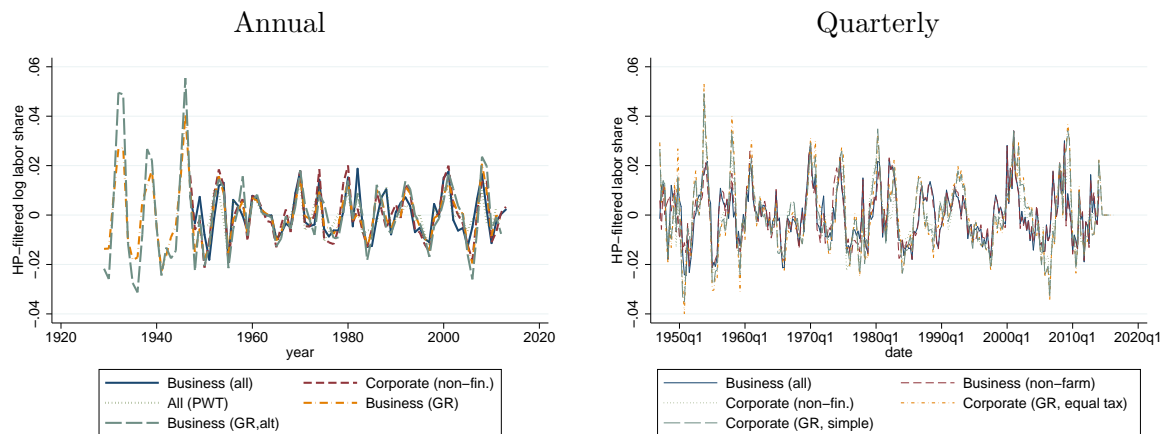 Annual
HP−filtered log labor share
.06
.04
.02
0
−.02
−.04
1920 1940 1960 1980 2000 2020
year
Business (all) Corporate (non−fin.)
All (PWT) Business (GR)
Business (GR,alt)
Quarterly
HP−filtered labor share
.06
.04
.02
0
−.02
−.04
1950q1 1960q1 1970q1 1980q1 1990q1 2000q1 2010q1 2020q1
date
Business (all) Business (non−farm)
Corporate (non−fin.) Corporate (GR, equal tax)
Corporate (GR, simple)